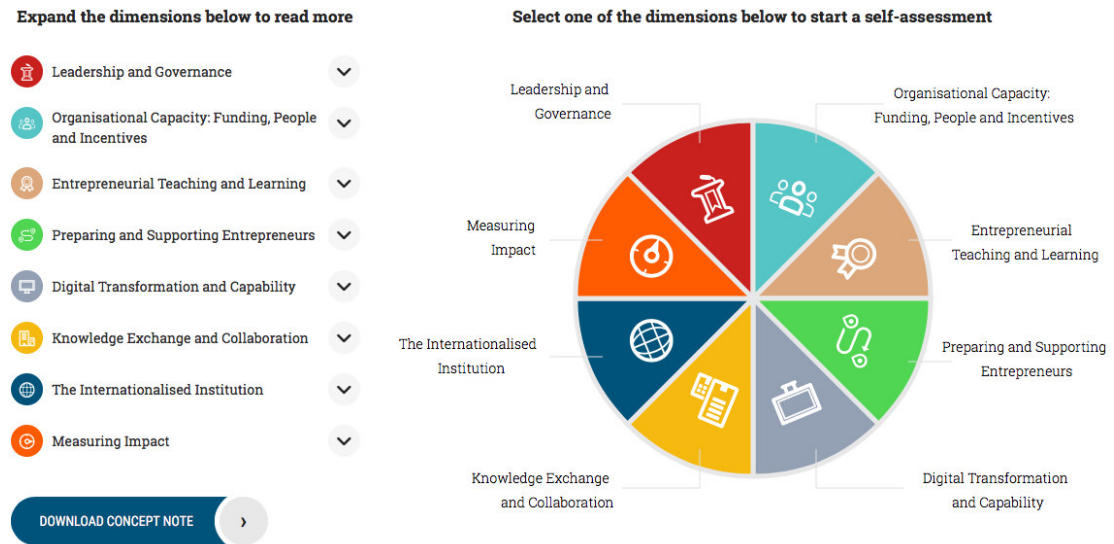 Expand the dimensions below to read more
Leadership and Governance
Organisational Capacity: Funding, People
and Incentives
Entrepreneurial Teaching and Learning
Preparing and Supporting Entrepreneurs
Digital Transformation and Capability
Knowledge Exchange and Collaboration
The Internationalised Institution
Measuring Impact
DOWNLOAD CONCEPT NOTE
Select one of the dimensions below to start a self-assessment
Leadership and
Governance
Organisational Capacity:
Funding, People and Incentives
Measuring
Impact
Entrepreneurial
Teaching and Learning
The Internationalised
Institution
Preparing and Supporting
Entrepreneurs
Knowledge Exchange
and Collaboration
Digital Transformation
and Capability